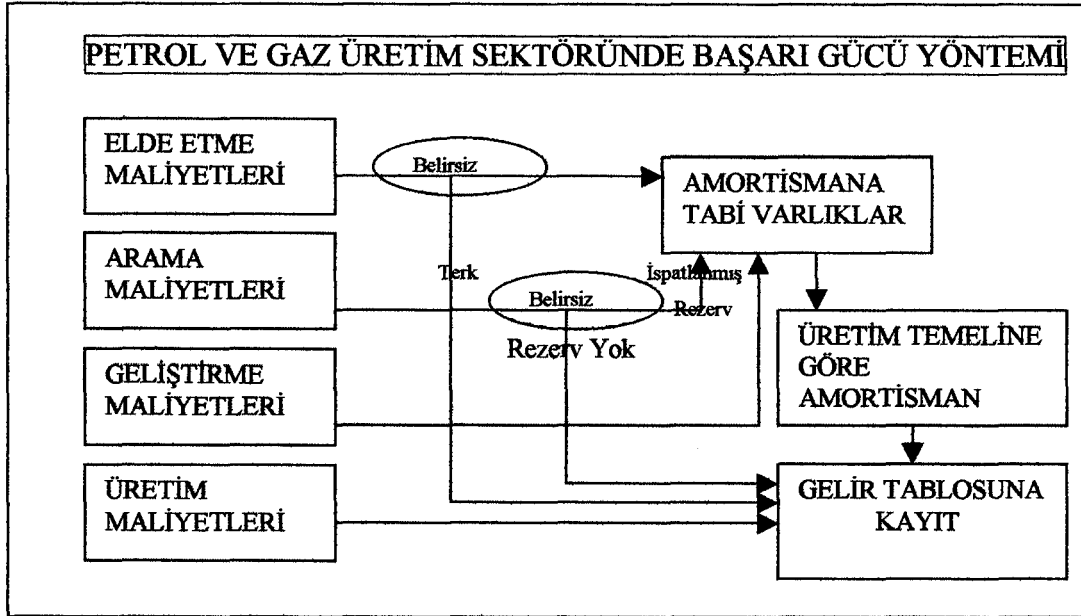 PETROL VE GAZ ÜRETİM SEKTÖRÜNDE BAŞARI GÜCÜ YÖNTEMİ
ELDE ETME
MALİYETLERİ
Belirsiz
AMORTİSMANA
TABİ VARLIKLAR
ARAMA
MALİYETLERİ
Terk
Belirsiz
İspatlanmış
Rezerv
Rezerv Yok
ÜRETİM TEMELİNE
GÖRE
AMORTİSMAN
GELİŞTİRME
MALİYETLERİ
ÜRETİM
MALİYETLERİ
GELİR TABLOSUNA
KAYIT